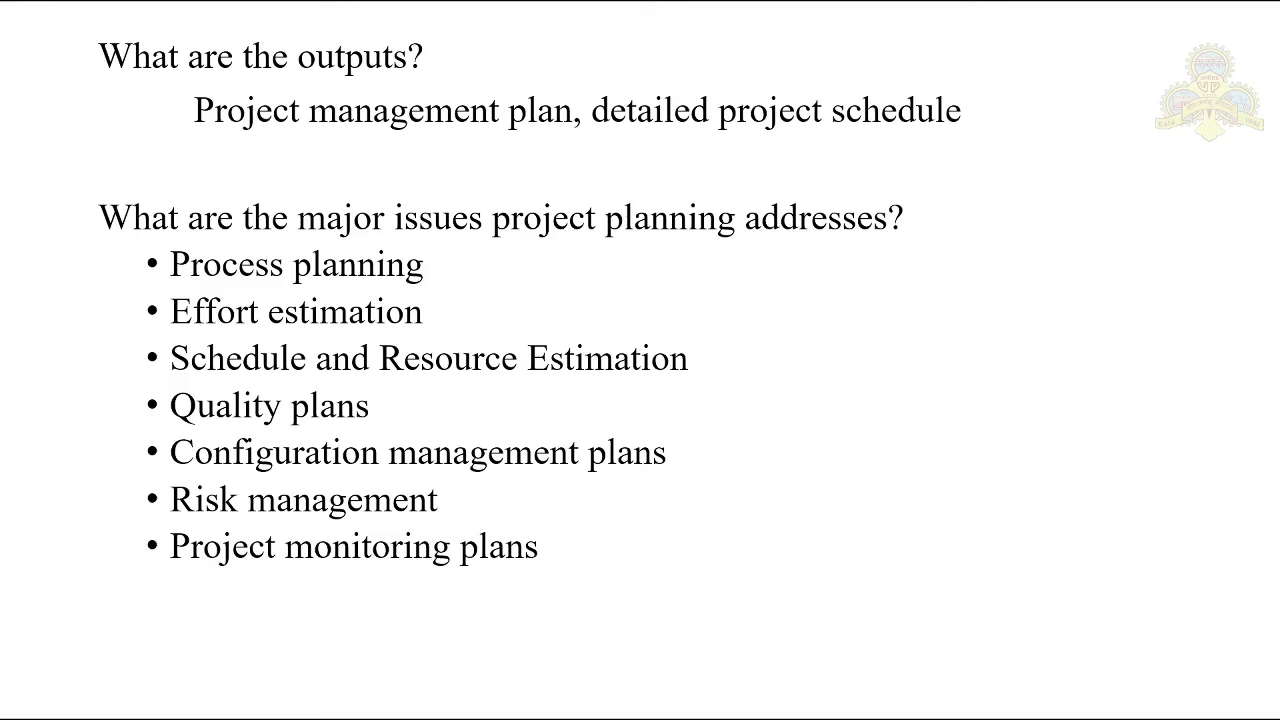 What are the outputs?
Project management plan, detailed project schedule
What are the major issues project planning addresses?
• Process planning
• Effort estimation
• Schedule and Resource Estimation
• Quality plans
• Configuration management plans
• Risk management
• Project monitoring plans